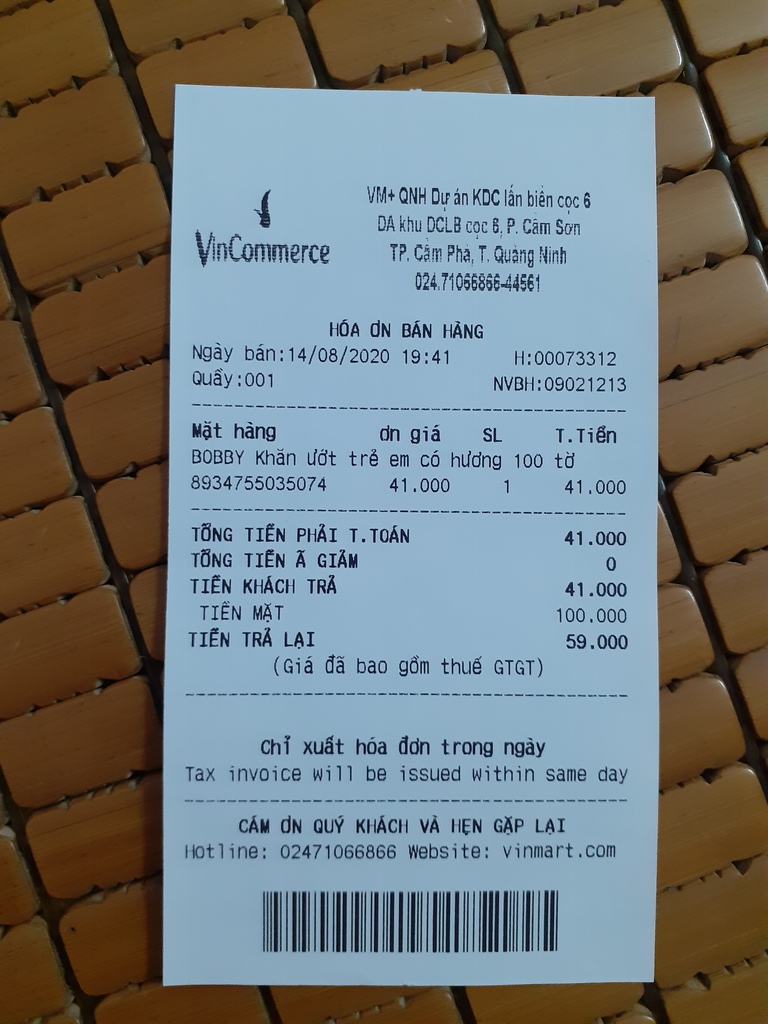 VinCommerce
VM+ QNH Dự án KDC lấn biển cọc 6
DA khu DCLB cọc 6, P. Cẩm Sơn
TP. Cẩm Phả, T. Quảng Ninh
024.71066866-44561
HÓA ƠN BÁN HÀNG
Ngày bán:14/08/2020 19:41 H:00073312
Quầy:001 NVBH:09021213
Mặt hàng ơn giá SL T.Tiền
BOBBY Khăn ướt trẻ em có hương 100 tờ
8934755035074 41.000 1 41.000
TỔNG TIỀN PHẢI T.TOÁN 41.000
TỔNG TIỀN Ã GIẢM 0
TIỀN KHÁCH TRẢ 41.000
TIỀN MẶT 100.000
TIỀN TRẢ LẠI 59.000
(Giá đã bao gồm thuế GTGT)
Chỉ xuất hóa đơn trong ngày
Tax invoice will be issued within same day
CẢM ƠN QUÝ KHÁCH VÀ HẸN GẶP LẠI
Hotline: 02471066866 Website: vinmart.com